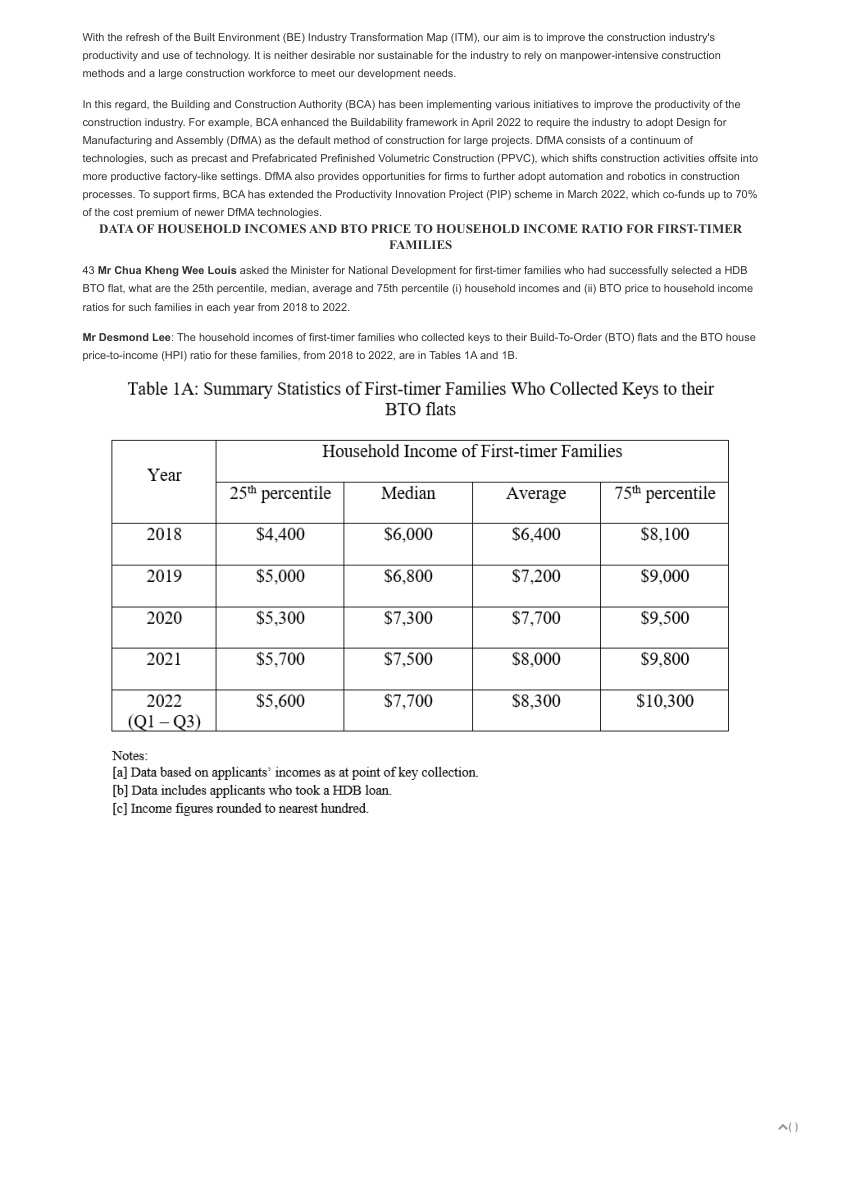 With the refresh of the Built Environment (BE) Industry Transformation Map (ITM), our aim is to improve the construction industry's
productivity and use of technology. It is neither desirable nor sustainable for the industry to rely on manpower-intensive construction
methods and a large construction workforce to meet our development needs.
In this regard, the Building and Construction Authority (BCA) has been implementing various initiatives to improve the productivity of the
construction industry. For example, BCA enhanced the Buildability framework in April 2022 to require the industry to adopt Design for
Manufacturing and Assembly (DfMA) as the default method of construction for large projects. DfMA consists of a continuum of
technologies, such as precast and Prefabricated Prefinished Volumetric Construction (PPVC), which shifts construction activities offsite into
more productive factory-like settings. DfMA also provides opportunities for firms to further adopt automation and robotics in construction
processes. To support firms, BCA has extended the Productivity Innovation Project (PIP) scheme in March 2022, which co-funds up to 70%
of the cost premium of newer DfMA technologies.
DATA OF HOUSEHOLD INCOMES AND BTO PRICE TO HOUSEHOLD INCOME RATIO FOR FIRST-TIMER
FAMILIES
43 Mr Chua Kheng Wee Louis asked the Minister for National Development for first-timer families who had successfully selected a HDB
BTO flat, what are the 25th percentile, median, average and 75th percentile (i) household incomes and (ii) BTO price to household income
ratios for such families in each year from 2018 to 2022.
Mr Desmond Lee: The household incomes of first-timer families who collected keys to their Build-To-Order (BTO) flats and the BTO house
price-to-income (HPI) ratio for these families, from 2018 to 2022, are in Tables 1A and 1B.
Table 1A: Summary Statistics of First-timer Families Who Collected Keys to their
BTO flats
Year
Household Income of First-timer Families
25th percentile Median Average 75th percentile
2018 $4,400 $6,000 $6,400 $8,100
2019 $5,000 $6,800 $7,200 $9,000
2020 $5,300 $7,300 $7,700 $9,500
2021 $5,700 $7,500 $8,000 $9,800
2022 $5,600 $7,700 $8,300 $10,300
(Q1 – Q3)
Notes:
[a] Data based on applicants' incomes as at point of key collection.
[b] Data includes applicants who took a HDB loan.
[c] Income figures rounded to nearest hundred.
( )